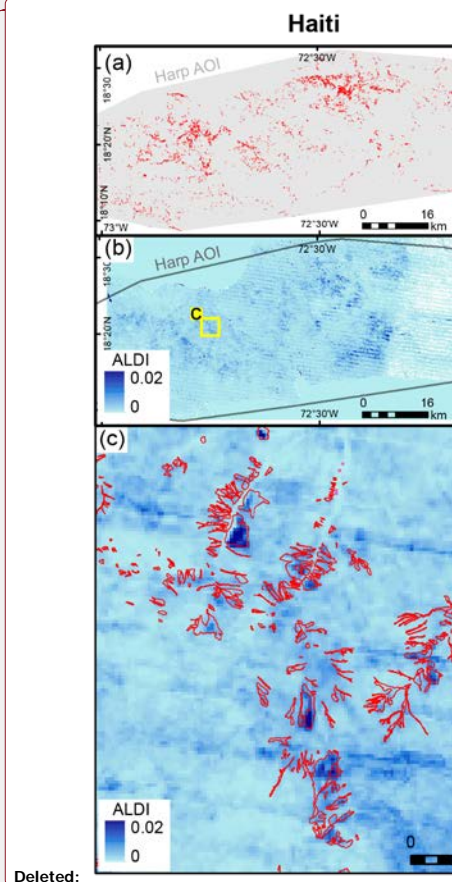 Haiti
(a)
Harp AOI
72°30'W
18°30'
18°20'N
18°10'N
73°W
72°30'W
0 16
km
(b)
Harp AOI
18°30'
18°20'N
C
ALDI
0.02
0
72°30'W
0 16
km
(c)
ALDI
0.02
0
0
Deleted: